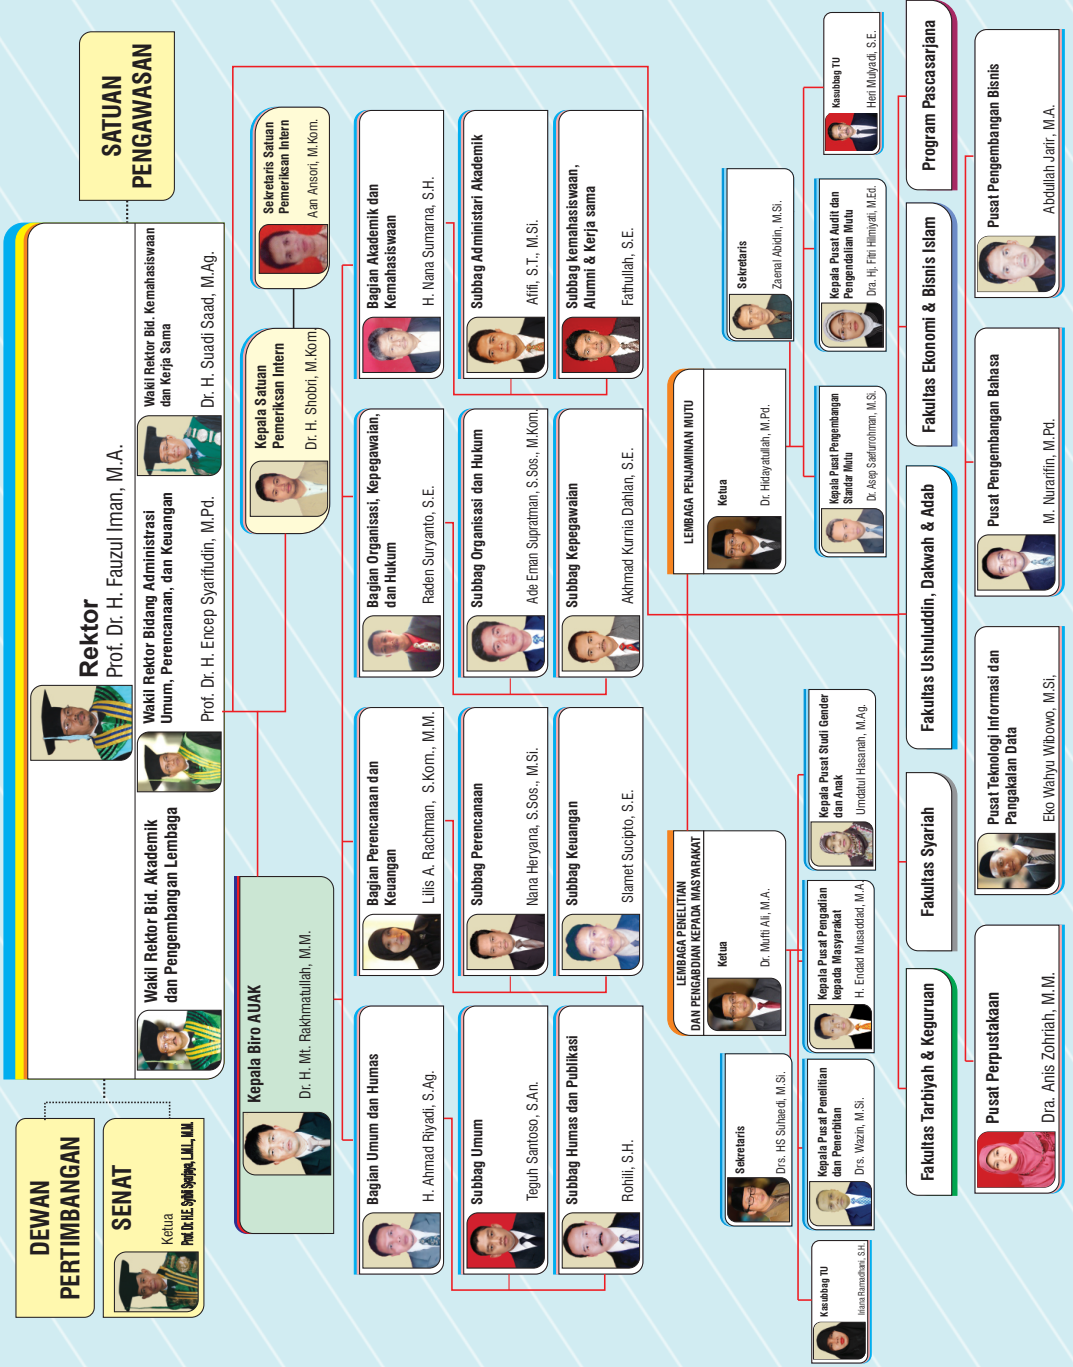 DEWAN
PERTIMBANGAN
SENAT
Ketua
SATUAN
PENGAWASAN
Rektor
Prof. Dr. H. Fauzul Iman, M.A.
Wakil Rektor Bid. Akademik
dan Pengembangan Lembaga
Wakil Rektor Bidang Administrasi
Umum, Perencanaan, dan Keuangan
Prof. Dr. H. Encep Syarifudin, M.Pd.
Wakil Rektor Bid. Kemahasiswaan
dan Kerja Sama
Dr. H. Suadi Saad, M.Ag.
Kepala Biro AUAK
Dr. H. Mt. Rakhmatullah, M.M.
Kepala Satuan
Pemeriksan Intern
Dr. H. Shobri, M.Kom.
Sekretaris Satuan
Pemeriksan Intern
Aan Ansori, M.Kom.
Bagian Umum dan Humas
H. Ahmad Riyadi, S.Ag.
Bagian Perencanaan dan
Keuangan
Lilis A. Rachman, S.Kom., M.M.
Bagian Organisasi, Kepegawaian,
dan Hukum
Raden Suryanto, S.E.
Bagian Akademik dan
Kemahasiswaan
H. Nana Sumarna, S.H.
Subbag Umum
Teguh Santoso, S.An.
Subbag Perencanaan
Nana Heryana, S.Sos., M.Si.
Subbag Organisasi dan Hukum
Ade Eman Supratman, S.Sos., M.Kom.
Subbag Administari Akademik
Afifi, S.T., M.Si.
Subbag Humas dan Publikasi
Rohili, S.H.
Subbag Keuangan
Slamet Sucipto, S.E.
Subbag Kepegawaian
Akhmad Kurnia Dahlan, S.E.
Subbag kemahasiswaan,
Alumni & Kerja sama
Fathullah, S.E.
LEMBAGA PENELITIAN
DAN PENGABDIAN KEPADA MASYARAKAT
Ketua
Dr. Mufti Ali, M.A.
LEMBAGA PENJAMINAN MUTU
Ketua
Dr. Hidayatullah, M.Pd.
Sekretaris
Drs. HS Suhaedi, M.Si.
Sekretaris
Zaenal Abidin, M.Si.
Kasubbag TU
Iriana Ramadhani, S.H.
Kepala Pusat Penelitian
dan Penerbitan
Drs. Wazin, M.Si.
Kepala Pusat Pengadian
kepada Masyarakat
H. Endad Musaddad, M.A.
Kepala Pusat Studi Gender
dan Anak
Umdatul Hasanah, M.Ag.
Kepala Pusat Pengembangan
Standar Mutu
Dr. Asep Saefurrohman, M.Si.
Kepala Pusat Audit dan
Pengendalian Mutu
Dra. Hj. Fitri Hilmiyati, M.Ed.
Kasubbag TU
Heri Mulyadi, S.E.
Fakultas Tarbiyah & Keguruan
Fakultas Syariah
Fakultas Ushuluddin, Dakwah & Adab
Fakultas Ekonomi & Bisnis Islam
Program Pascasarjana
Pusat Perpustakaan
Dra. Anis Zohriah, M.M.
Pusat Teknologi Informasi dan
Pangakalan Data
Eko Wahyu Wibowo, M.Si,
Pusat Pengembangan Bahasa
M. Nurarifin, M.Pd.
Pusat Pengembangan Bisnis
Abdullah Jarir, M.A.